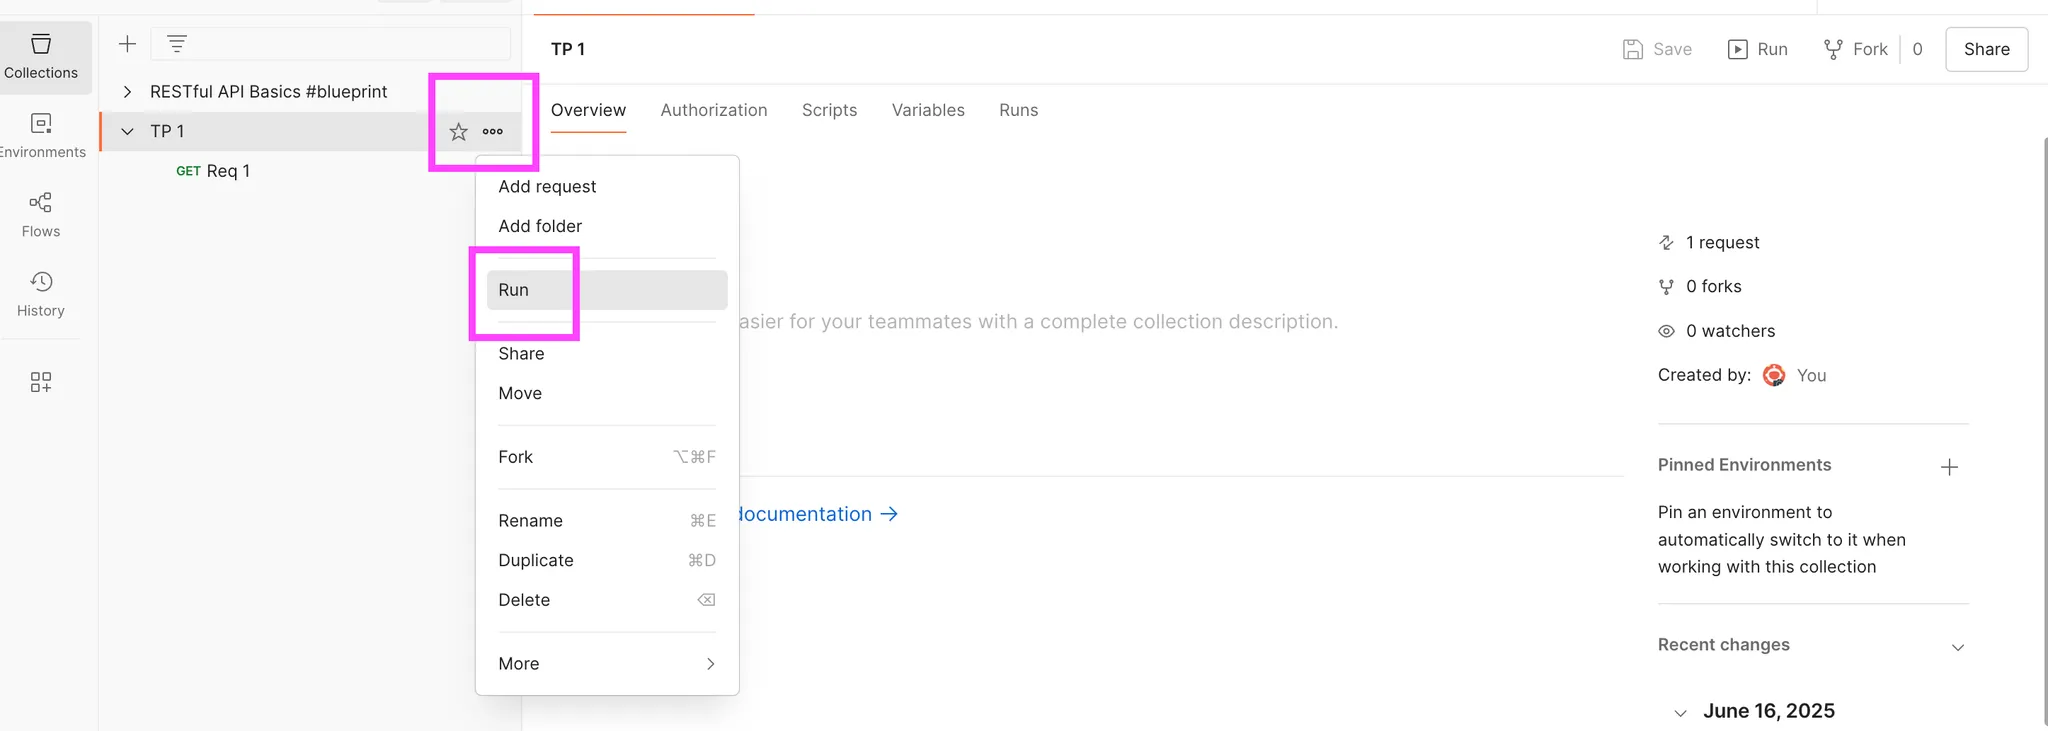 Collections
Environments
Flows
History
RESTful API Basics #blueprint
TP 1
GET Req 1
TP 1
Save
Run
Fork
0
Share
Overview
Authorization
Scripts
Variables
Runs
Add request
Add folder
Run
Share
Move
Fork ⌥⌘F
Rename ⌘E
Duplicate ⌘D
Delete
More
asier for your teammates with a complete collection description.
documentation →
1 request
0 forks
0 watchers
Created by: You
Pinned Environments
Pin an environment to
automatically switch to it when
working with this collection
Recent changes
June 16, 2025